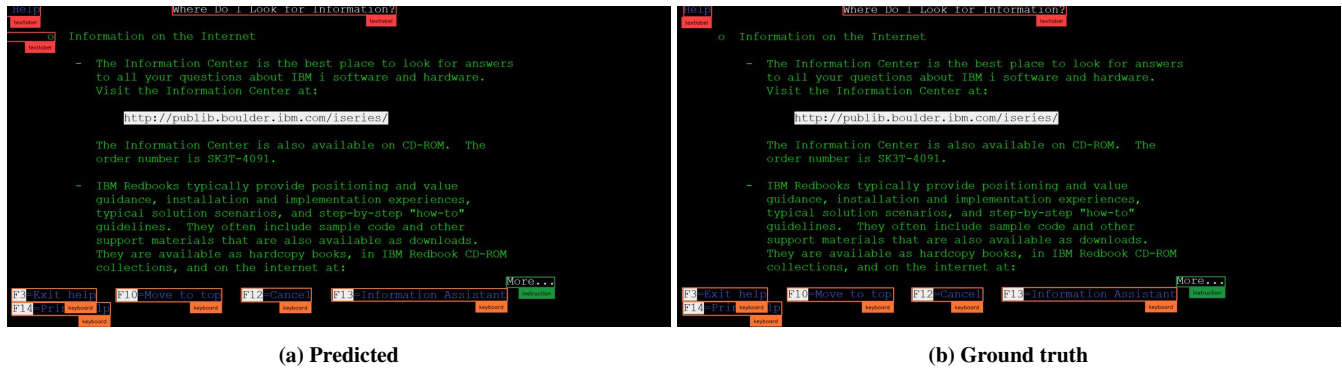 Help
Where Do I Look for Information?
textlabel
textlabel
o Information on the Internet
textlabel
- The Information Center is the best place to look for answers
to all your questions about IBM i software and hardware.
Visit the Information Center at:
http://publib.boulder.ibm.com/iseries/
The Information Center is also available on CD-ROM. The
order number is SK3T-4091.
- IBM Redbooks typically provide positioning and value
guidance, installation and implementation experiences,
typical solution scenarios, and step-by-step "how-to"
guidelines. They often include sample code and other
support materials that are also available as downloads.
They are available as hardcopy books, in IBM Redbook CD-ROM
collections, and on the internet at:
More...
instruction
F3=Exit help F10=Move to top F12=Cancel F13=Information Assistant
keyboard keyboard keyboard keyboard
F14=Pri lp
keyboard
(a) Predicted
Help
Where Do I Look for Information?
textlabel
textlabel
o Information on the Internet
- The Information Center is the best place to look for answers
to all your questions about IBM i software and hardware.
Visit the Information Center at:
http://publib.boulder.ibm.com/iseries/
The Information Center is also available on CD-ROM. The
order number is SK3T-4091.
- IBM Redbooks typically provide positioning and value
guidance, installation and implementation experiences,
typical solution scenarios, and step-by-step "how-to"
guidelines. They often include sample code and other
support materials that are also available as downloads.
They are available as hardcopy books, in IBM Redbook CD-ROM
collections, and on the internet at:
More...
instruction
F3=Exit help F10=Move to top F12=Cancel F13=Information Assistant
keyboard keyboard keyboard keyboard
F14=Pri lp
keyboard
(b) Ground truth